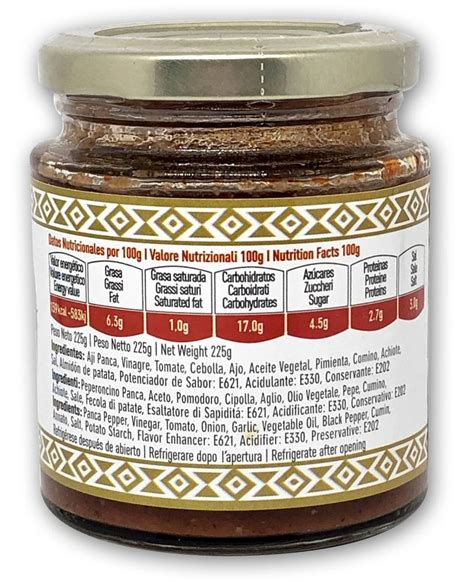 Datos Nutricionales por 100g | Valore Nutrizionali 100g | Nutrition Facts 100g
Valor energético
Valore energetico
Energy value
Grasa
Grassi
Fat
Grasa saturada
Grassi saturi
Saturated fat
Carbohidratos
Carboidrati
Carbohydrates
Azúcares
Zuccheri
Sugar
Proteinas
Proteine
Proteins
Sal
Sale
Salt
139kcal -583kj
6.3g
1.0g
17.0g
4.5g
2.7g
3.0g
Peso Neto 225g | Peso Netto 225g | Net Weight 225g
Ingredientes: Ají Panca, Vinagre, Tomate, Cebolla, Ajo, Aceite Vegetal, Pimienta, Comino, Achiote,
Sal, Almidón de patata, Potenciador de Sabor: E621, Acidulante: E330, Conservante: E202
Ingredienti: Peperoncino Panca, Aceto, Pomodoro, Cipolla, Aglio, Olio Vegetale, Pepe, Cumino,
Achiote, Sale, Fecola di patate, Esaltatore di Sapiditá: E621, Acidificante: E330, Conservante: E202
Ingredients: Panca Pepper, Vinegar, Tomato, Onion, Garlic, Vegetable Oil, Black Pepper, Cumin,
Annato, Salt, Potato Starch, Flavor Enhancer: E621, Acidifier: E330, Preservative: E202
Refrigérese después de abierto | Refrigerare dopo l'apertura | Refrigerate after opening